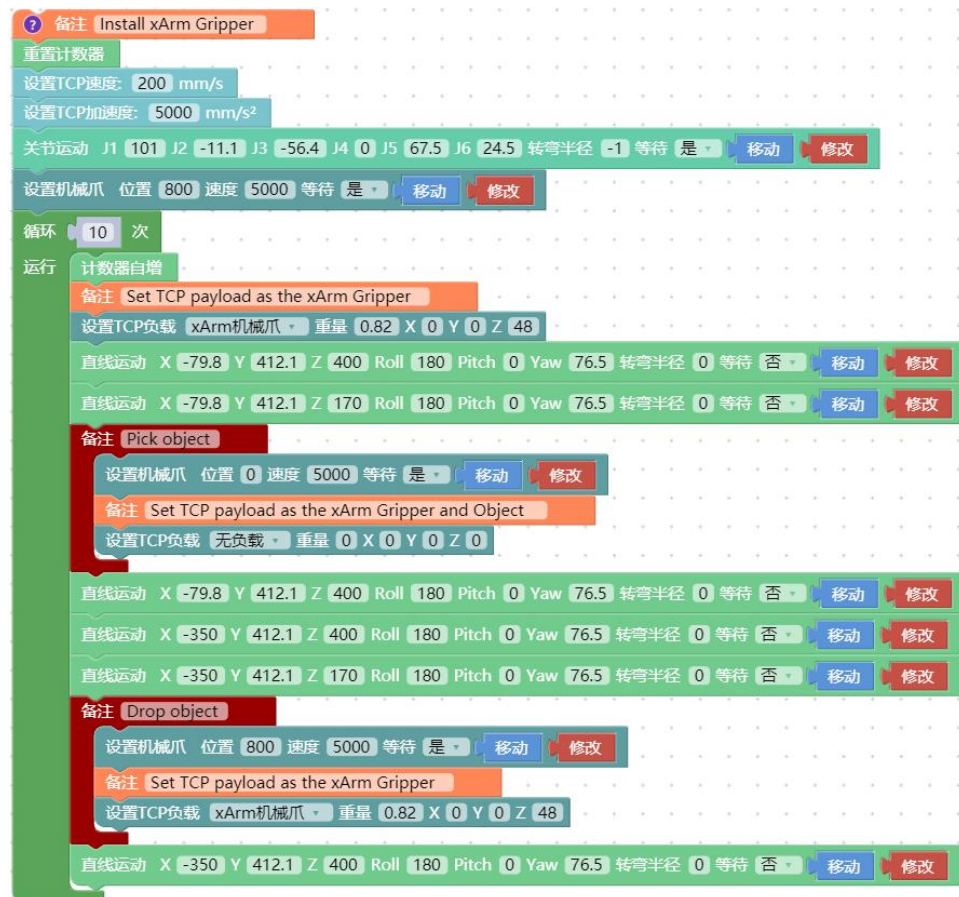 ? 备注 Install xArm Gripper
重置计数器
设置TCP速度: 200 mm/s
设置TCP加速度: 5000 mm/s²
关节运动 J1 101 J2 -11.1 J3 -56.4 J4 0 J5 67.5 J6 24.5 转弯半径 -1 等待 是 移动 修改
设置机械爪 位置 800 速度 5000 等待 是 移动 修改
循环 10 次
运行 计数器自增
备注 Set TCP payload as the xArm Gripper
设置TCP负载 xArm机械爪 重量 0.82 X 0 Y 0 Z 48
直线运动 X -79.8 Y 412.1 Z 400 Roll 180 Pitch 0 Yaw 76.5 转弯半径 0 等待 否 移动 修改
直线运动 X -79.8 Y 412.1 Z 170 Roll 180 Pitch 0 Yaw 76.5 转弯半径 0 等待 否 移动 修改
备注 Pick object
设置机械爪 位置 0 速度 5000 等待 是 移动 修改
备注 Set TCP payload as the xArm Gripper and Object
设置TCP负载 无负载 重量 0 X 0 Y 0 Z 0
直线运动 X -79.8 Y 412.1 Z 400 Roll 180 Pitch 0 Yaw 76.5 转弯半径 0 等待 否 移动 修改
直线运动 X -350 Y 412.1 Z 400 Roll 180 Pitch 0 Yaw 76.5 转弯半径 0 等待 否 移动 修改
直线运动 X -350 Y 412.1 Z 170 Roll 180 Pitch 0 Yaw 76.5 转弯半径 0 等待 否 移动 修改
备注 Drop object
设置机械爪 位置 800 速度 5000 等待 是 移动 修改
备注 Set TCP payload as the xArm Gripper
设置TCP负载 xArm机械爪 重量 0.82 X 0 Y 0 Z 48
直线运动 X -350 Y 412.1 Z 400 Roll 180 Pitch 0 Yaw 76.5 转弯半径 0 等待 否 移动 修改